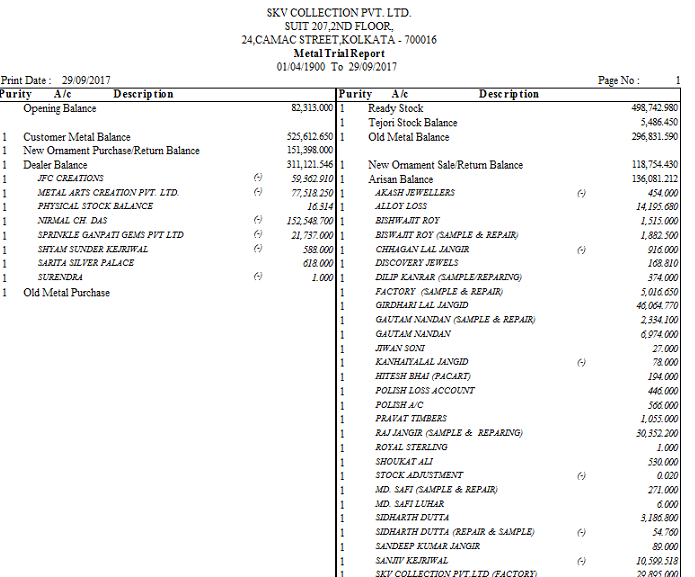 SKV COLLECTION PVT. LTD.
SUIT 207,2ND FLOOR,
24,CAMAC STREET,KOLKATA - 700016
Metal Trial Report
01/04/1900 To 29/09/2017
Print Date : 29/09/2017 Page No : 1
Purity A/c Description
Opening Balance 82,313.000
1 Customer Metal Balance 525,612.650
1 New Ornament Purchase/Return Balance 151,398.000
1 Dealer Balance 311,121.546
1 JFC CREATIONS (-) 59,362.910
1 METAL ARTS CREATION PVT. LTD. (-) 77,518.250
1 PHYSICAL STOCK BALANCE 16.314
1 NIRMAL CH. DAS (-) 152,548.700
1 SPRINKLE GANPATI GEMS PVT LTD (-) 21,737.000
1 SHYAM SUNDER KEJRIWAL (-) 588.000
1 SARITA SILVER PALACE 618.000
1 SURENDRA (-) 1.000
1 Old Metal Purchase
Purity A/c Description
1 Ready Stock 498,742.980
1 Tejori Stock Balance 5,486.450
1 Old Metal Balance 296,831.590
1 New Ornament Sale/Return Balance 118,754.430
1 Arisan Balance 136,081.212
1 AKASH JEWELLERS (-) 454.000
1 ALLOY LOSS 14,195.680
1 BISHWAJIT ROY 1,515.000
1 BISWAJIT ROY (SAMPLE & REPAIR) 1,882.500
1 CHHAGAN LAL JANGIR (-) 916.000
1 DISCOVERY JEWELS 168.810
1 DILIP KANRAR (SAMPLE/REPARING) 374.000
1 FACTORY (SAMPLE & REPAIR) 5,016.650
1 GIRDHARI LAL JANGID 46,064.770
1 GAUTAM NANDAN (SAMPLE & REPAIR) 2,334.100
1 GAUTAM NANDAN 6,974.000
1 JIWAN SONI 27.000
1 KANHAIYALAL JANGID (-) 78.000
1 HITESH BHAI (PACART) 194.000
1 POLISH LOSS ACCOUNT 446.000
1 POLISH A/C 566.000
1 PRAVAT TIMBERS 1,055.000
1 RAJ JANGIR (SAMPLE & REPARING) 30,352.200
1 ROYAL STERLING 1.000
1 SHOUKAT ALI 530.000
1 STOCK ADJUSTMENT (-) 0.020
1 MD. SAFI (SAMPLE & REPAIR) 271.000
1 MD. SAFI LUHAR 6.000
1 SIDHARTH DUTTA 3,186.800
1 SIDHARTH DUTTA (REPAIR & SAMPLE) (-) 54.760
1 SANDEEP KUMAR JANGIR 89.000
1 SANJIV KEJRIWAL (-) 10,599.518
1 SKV COLLECTION PVT.LTD (FACTORY) 29,895.000